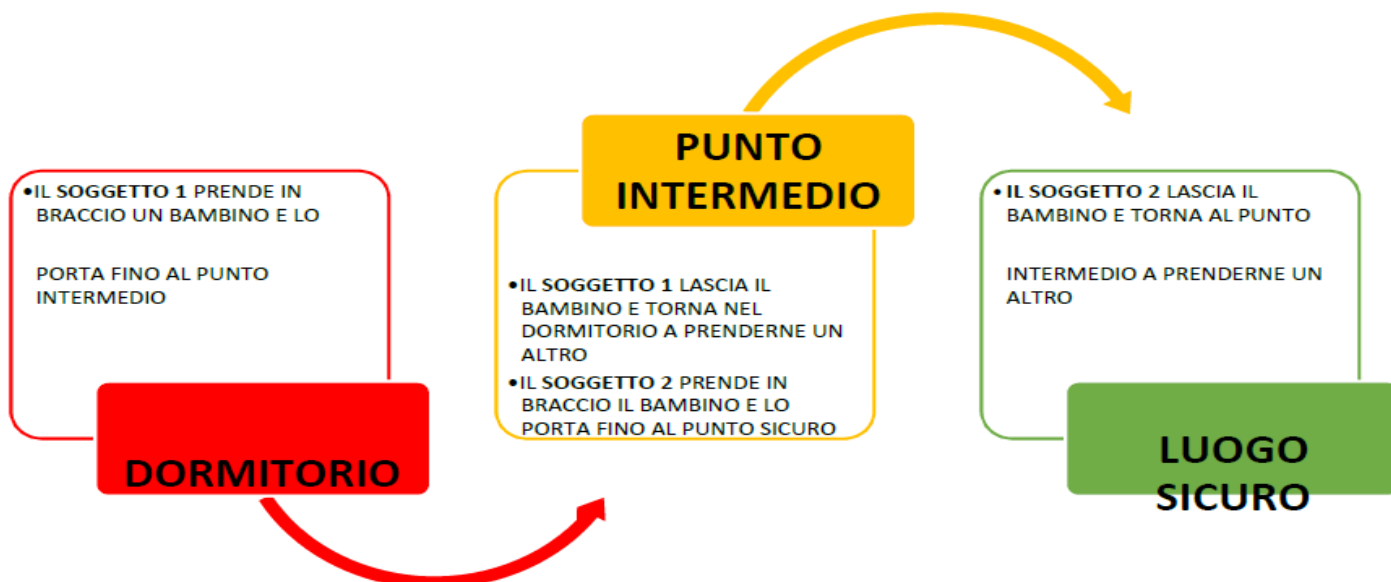 •IL SOGGETTO 1 PRENDE IN
BRACCIO UN BAMBINO E LO
PORTA FINO AL PUNTO
INTERMEDIO
DORMITORIO
PUNTO
INTERMEDIO
•IL SOGGETTO 1 LASCIA IL
BAMBINO E TORNA NEL
DORMITORIO A PRENDERNE UN
ALTRO
•IL SOGGETTO 2 PRENDE IN
BRACCIO IL BAMBINO E LO
PORTA FINO AL PUNTO SICURO
• IL SOGGETTO 2 LASCIA IL
BAMBINO E TORNA AL PUNTO
INTERMEDIO A PRENDERNE UN
ALTRO
LUOGO
SICURO